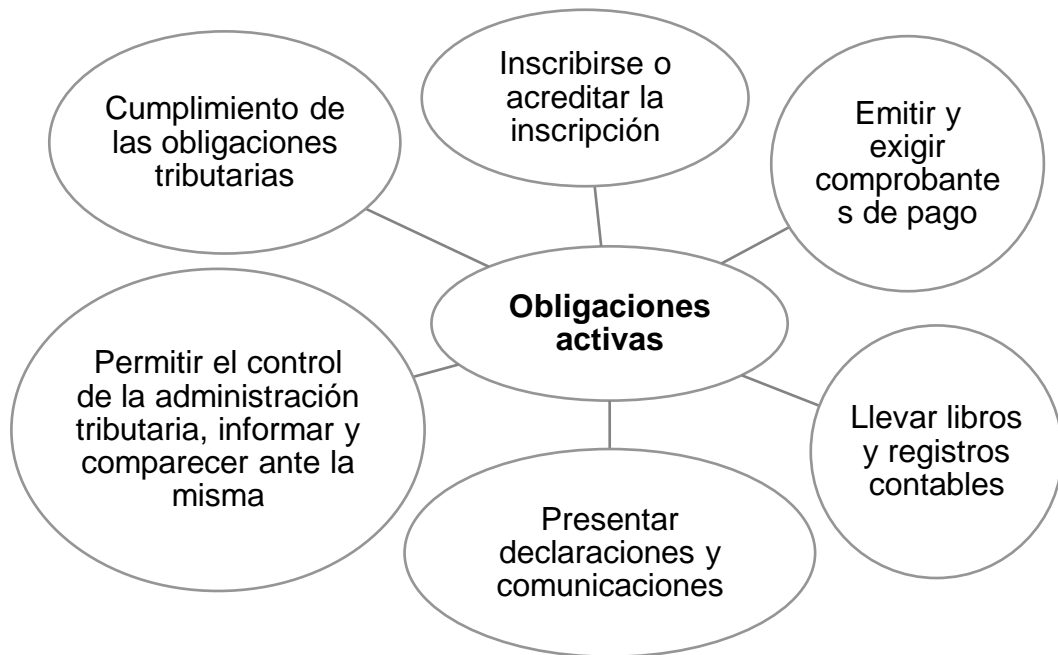 Cumplimiento de
las obligaciones
tributarias
Inscribirse o
acreditar la
inscripción
Emitir y
exigir
comprobante
s de pago
Obligaciones
activas
Permitir el control
de la administración
tributaria, informar y
comparecer ante la
misma
Llevar libros
y registros
contables
Presentar
declaraciones y
comunicaciones